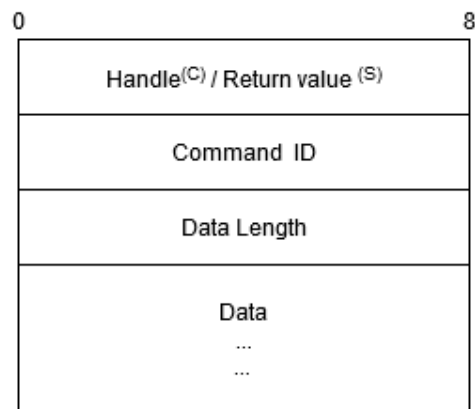 0 8
Handle(C) / Return value (S)
Command ID
Data Length
Data
...
...